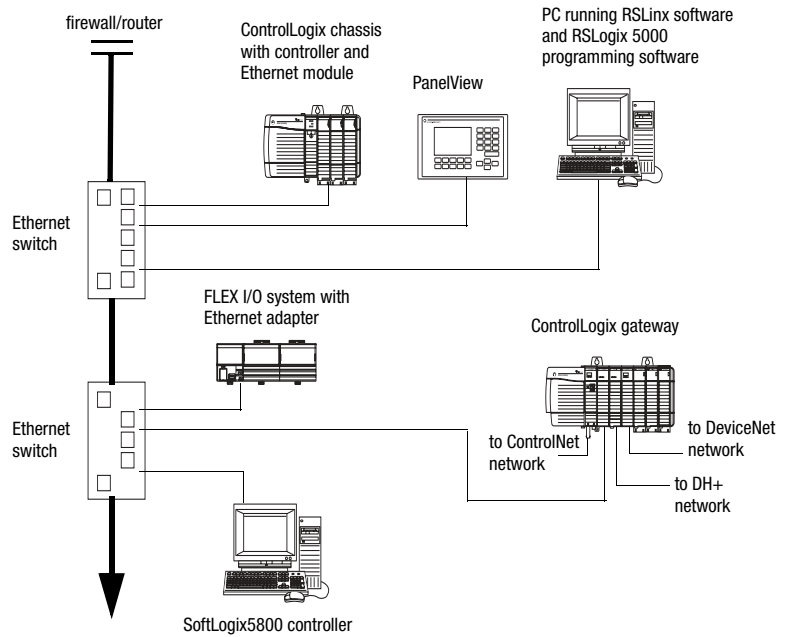 firewall/router
ControlLogix chassis
with controller and
Ethernet module
PanelView
PC running RSLinx software
and RSLogix 5000
programming software
Ethernet
switch
FLEX I/O system with
Ethernet adapter
ControlLogix gateway
Ethernet
switch
to ControlNet
network
to DeviceNet
network
to DH+
network
SoftLogix5800 controller